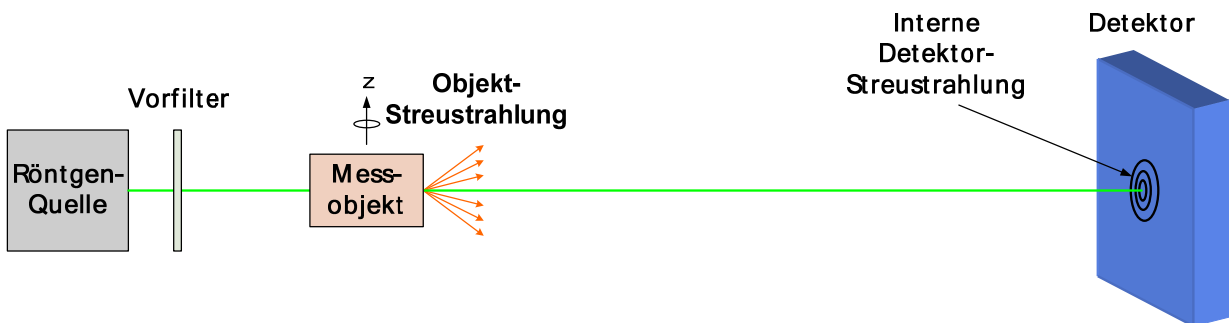 Interne
Detektor-
Streustrahlung
Detektor
Vorfilter
z
Objekt-
Streustrahlung
Röntgen-
Quelle
Mess-
objekt